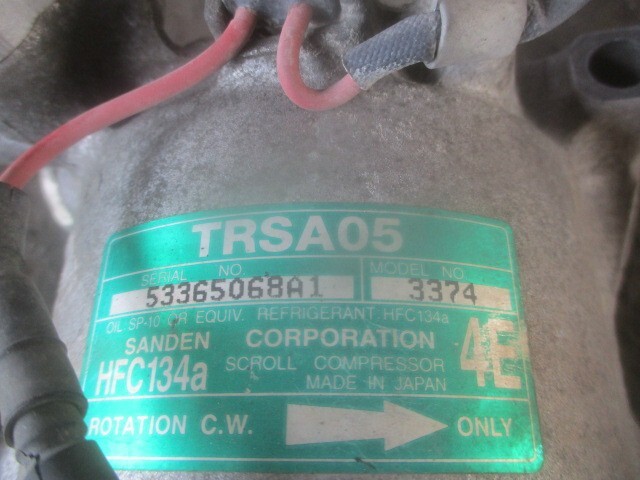 TRSA05
SERIAL NO MODEL NO
53365068A1 3374
OIL SP-10 OR EQUIV. REFRIGERANT HFC134a
SANDEN CORPORATION 4E
HFC134a SCROLL COMPRESSOR
MADE IN JAPAN
ROTATION C.W. ONLY